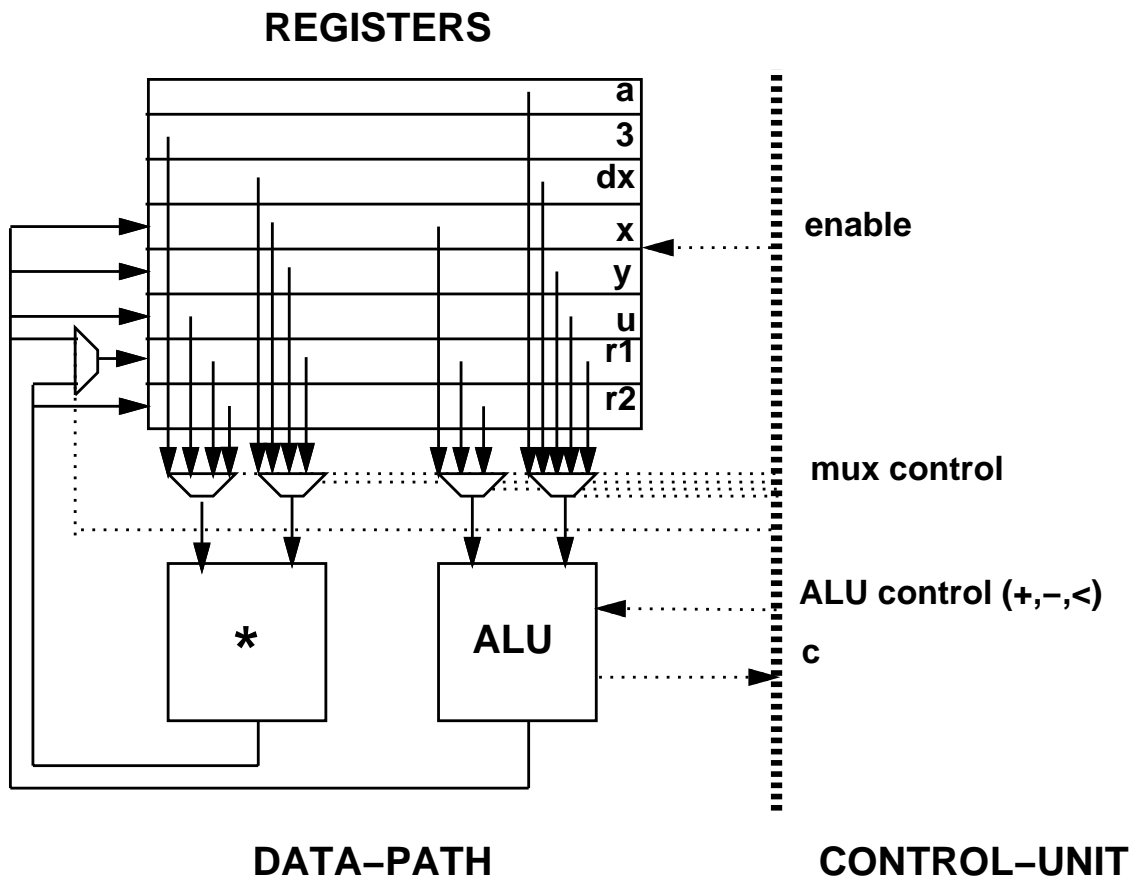 REGISTERS
a
3
dx
x
y
u
r1
r2
enable
mux control
ALU control (+,−,<)
c
*
ALU
DATA−PATH
CONTROL−UNIT